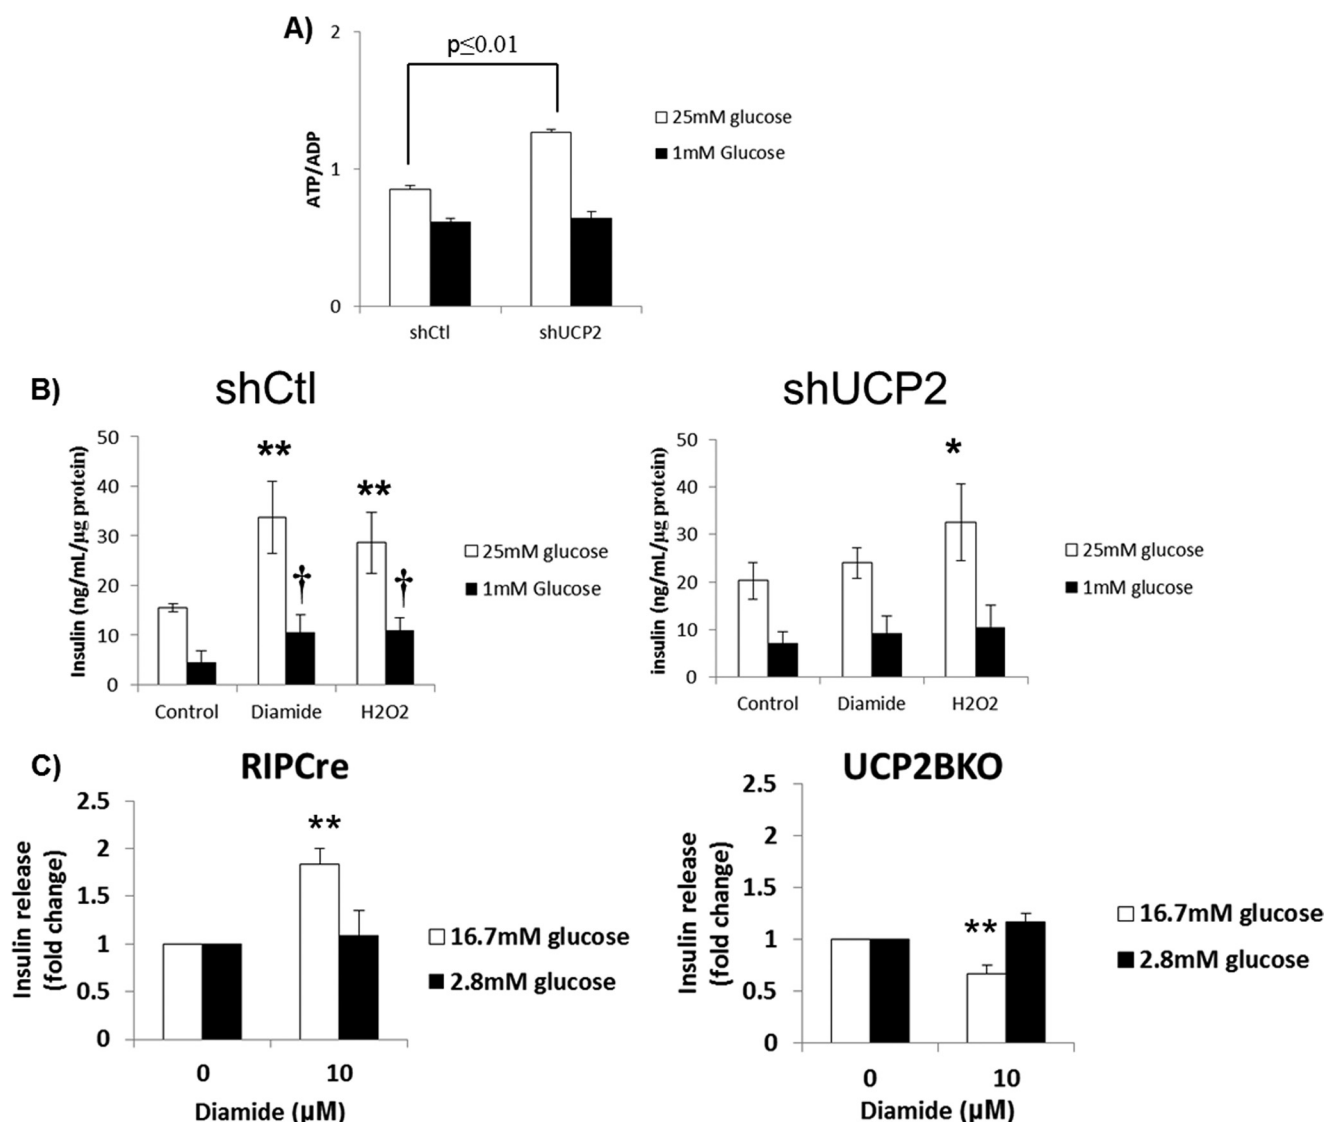 A)
2
p≤0.01
25mM glucose
1mM Glucose
1
ATP/ADP
0
shCtl
shUCP2
B)
shCtl
50
**
**
40
30
†
†
20
10
0
Insulin (ng/mL/µg protein)
25mM glucose
1mM Glucose
Control
Diamide
H2O2
shUCP2
50
*
40
30
20
10
0
insulin (ng/mL/µg protein)
25mM glucose
1mM glucose
Control
Diamide
H2O2
C)
RIPCre
2.5
**
2
1.5
1
0.5
0
Insulin release
(fold change)
16.7mM glucose
2.8mM glucose
0
10
Diamide (µM)
UCP2BKO
2.5
2
1.5
**
1
0.5
0
Insulin release
(fold change)
16.7mM glucose
2.8mM glucose
0
10
Diamide (µM)